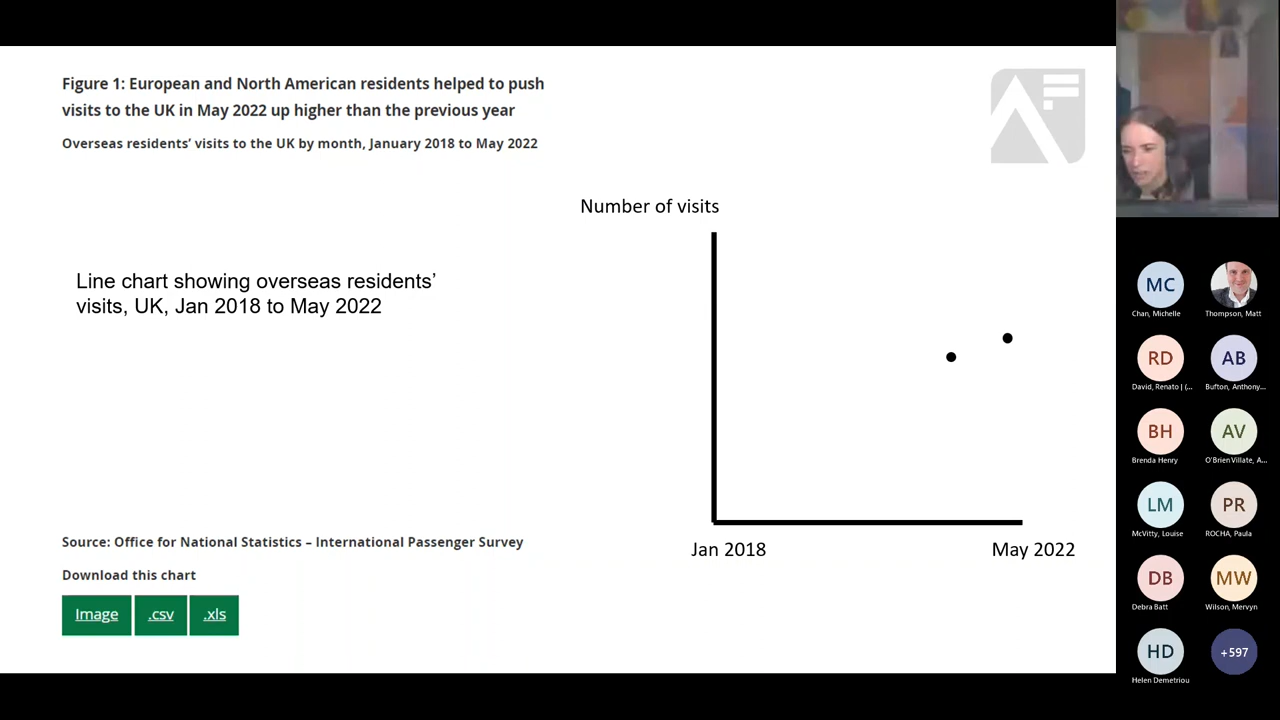 Figure 1: European and North American residents helped to push
visits to the UK in May 2022 up higher than the previous year
Overseas residents’ visits to the UK by month, January 2018 to May 2022
Number of visits
Line chart showing overseas residents’
visits, UK, Jan 2018 to May 2022
Jan 2018
May 2022
Source: Office for National Statistics – International Passenger Survey
Download this chart
Image
.csv
.xls
MC
Chan, Michelle
Thompson, Matt
RD
David, Renato J (...
AB
Bufton, Anthony...
BH
Brenda Henry
AV
O'Brien Villate, A...
LM
McVitty, Louise
PR
ROCHA, Paula
DB
Debra Batt
MW
Wilson, Mervyn
HD
Helen Demetriou
+597